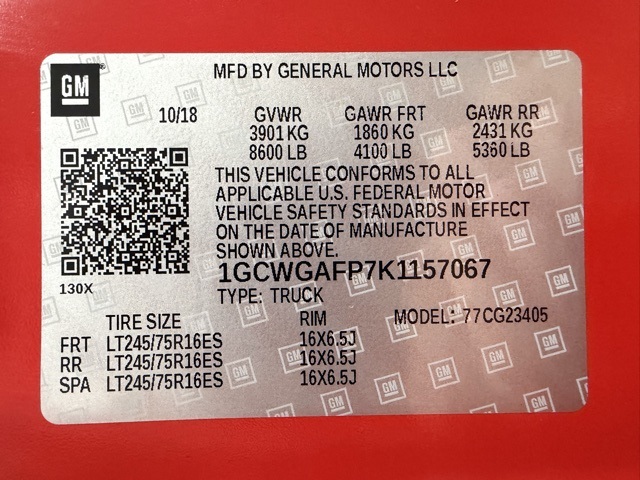 GM
MFD BY GENERAL MOTORS LLC
10/18 GVWR GAWR FRT GAWR RR
3901 KG 1860 KG 2431 KG
8600 LB 4100 LB 5360 LB
THIS VEHICLE CONFORMS TO ALL
APPLICABLE U.S. FEDERAL MOTOR
VEHICLE SAFETY STANDARDS IN EFFECT
ON THE DATE OF MANUFACTURE
SHOWN ABOVE.
1GCWGAFP7K1157067
130X
TYPE: TRUCK
TIRE SIZE RIM MODEL: 77CG23405
FRT LT245/75R16ES 16X6.5J
RR LT245/75R16ES 16X6.5J
SPA LT245/75R16ES 16X6.5J